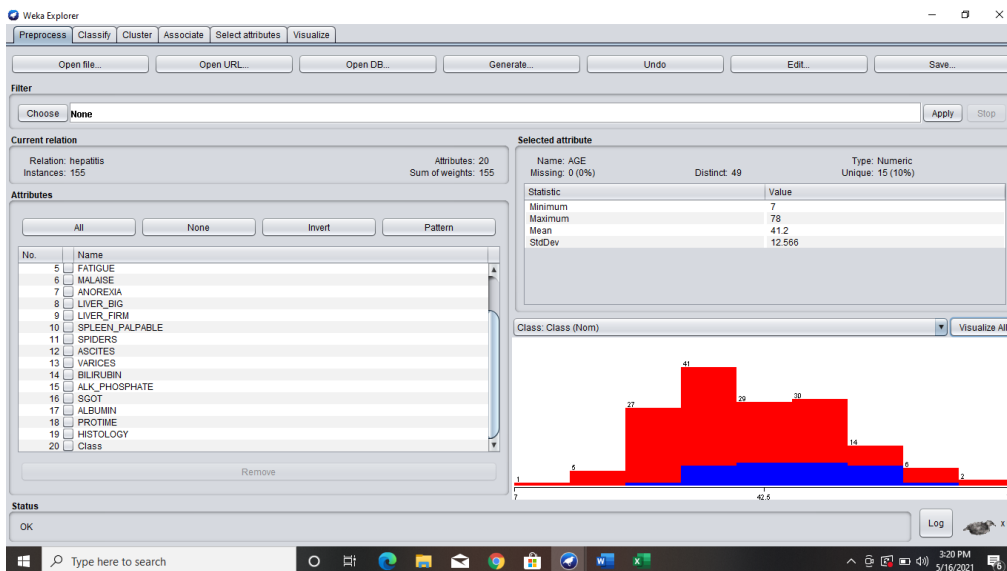 Weka Explorer
Preprocess Classify Cluster Associate Select attributes Visualize
Open file... Open URL... Open DB... Generate... Undo Edit... Save...
Filter
Choose None Apply Stop
Current relation
Relation: hepatitis Attributes: 20
Instances: 155 Sum of weights: 155
Attributes
All None Invert Pattern
No. Name
5 FATIGUE
6 MALAISE
7 ANOREXIA
8 LIVER_BIG
9 LIVER_FIRM
10 SPLEEN_PALPABLE
11 SPIDERS
12 ASCITES
13 VARICES
14 BILIRUBIN
15 ALK_PHOSPHATE
16 SGOT
17 ALBUMIN
18 PROTIME
19 HISTOLOGY
20 Class
Remove
Selected attribute
Name: AGE Type: Numeric
Missing: 0 (0%) Distinct: 49 Unique: 15 (10%)
Statistic Value
Minimum 7
Maximum 78
Mean 41.2
StdDev 12.566
Class: Class (Nom) Visualize All
1 5 27 41 29 30 14 6 2
7 42.5
Status
OK
Log x 
Type here to search
3:20 PM
5/16/2021
6